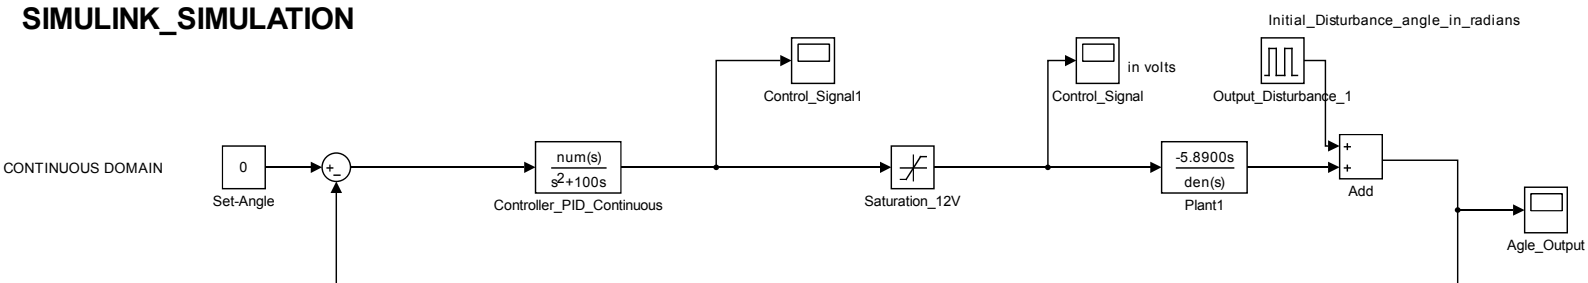 SIMULINK_SIMULATION
Initial_Disturbance_angle_in_radians
in volts
Control_Signal1
Control_Signal
Output_Disturbance_1
CONTINUOUS DOMAIN
0
+
−
num(s)
s2+100s
-5.8900s
den(s)
+
+
Set-Angle
Controller_PID_Continuous
Saturation_12V
Plant1
Add
Agle_Output